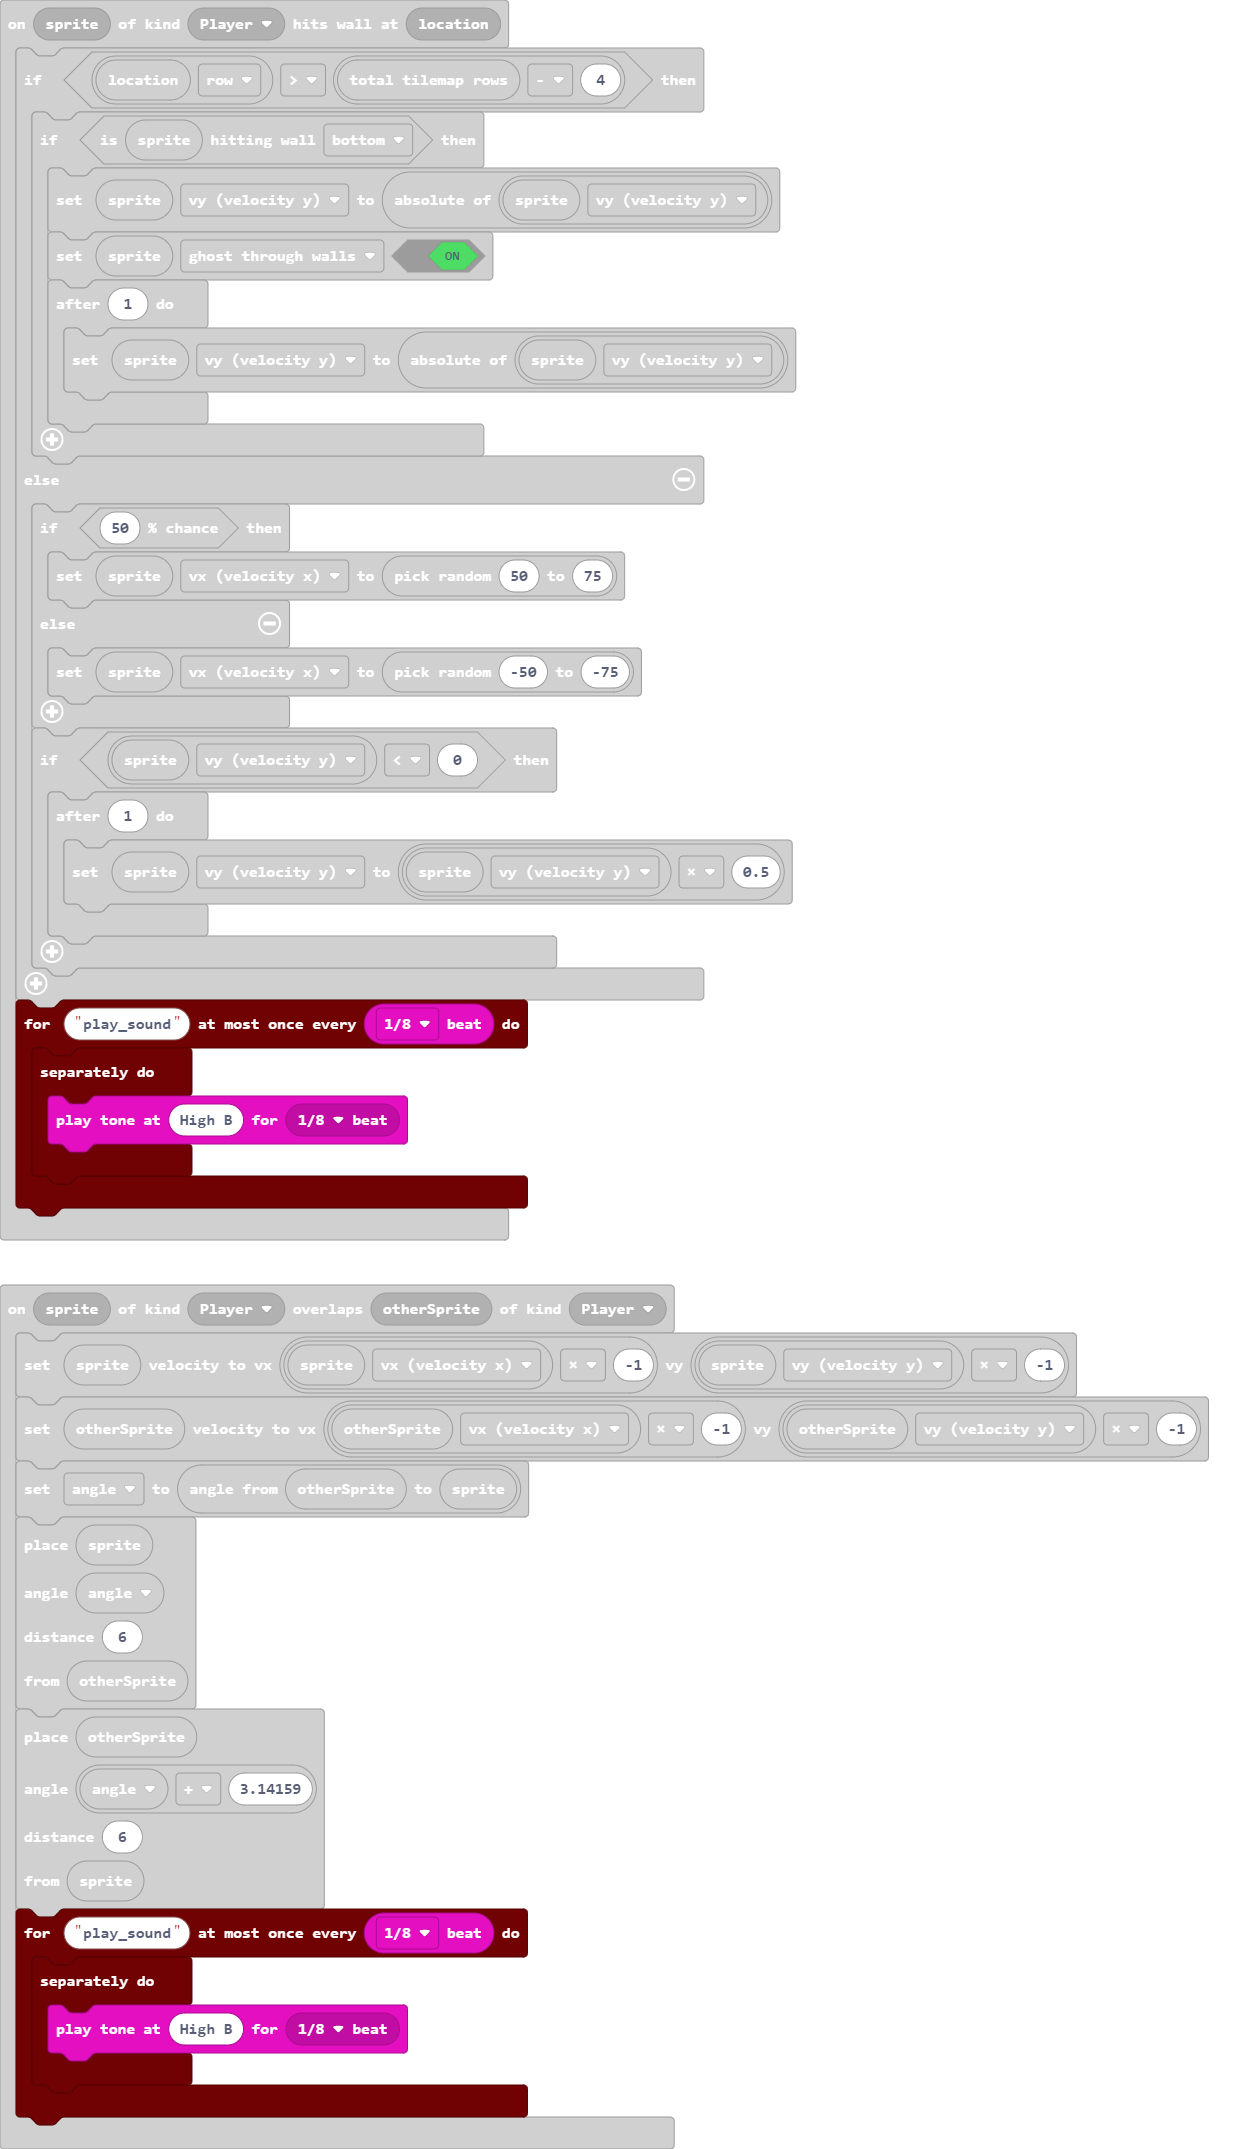 on sprite of kind Player hits wall at location
if location row > total tilemap rows - 4 then
if is sprite hitting wall bottom then
set sprite vy (velocity y) to absolute of sprite vy (velocity y)
set sprite ghost through walls ON
after 1 do
set sprite vy (velocity y) to absolute of sprite vy (velocity y)
else
if 50 % chance then
set sprite vx (velocity x) to pick random 50 to 75
else
set sprite vx (velocity x) to pick random -50 to -75
if sprite vy (velocity y) < 0 then
after 1 do
set sprite vy (velocity y) to sprite vy (velocity y) × 0.5
for "play_sound" at most once every 1/8 beat do
separately do
play tone at High B for 1/8 beat
on sprite of kind Player overlaps otherSprite of kind Player
set sprite velocity to vx sprite vx (velocity x) × -1 vy sprite vy (velocity y) × -1
set otherSprite velocity to vx otherSprite vx (velocity x) × -1 vy otherSprite vy (velocity y) × -1
set angle to angle from otherSprite to sprite
place sprite
angle angle
distance 6
from otherSprite
place otherSprite
angle angle + 3.14159
distance 6
from sprite
for "play_sound" at most once every 1/8 beat do
separately do
play tone at High B for 1/8 beat